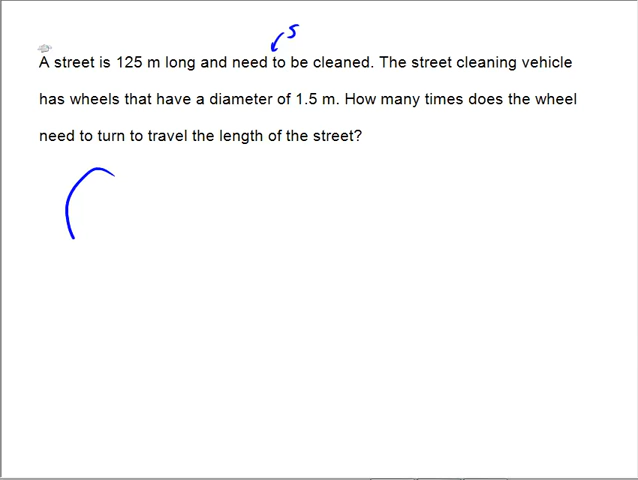 s
A street is 125 m long and need to be cleaned. The street cleaning vehicle
has wheels that have a diameter of 1.5 m. How many times does the wheel
need to turn to travel the length of the street?